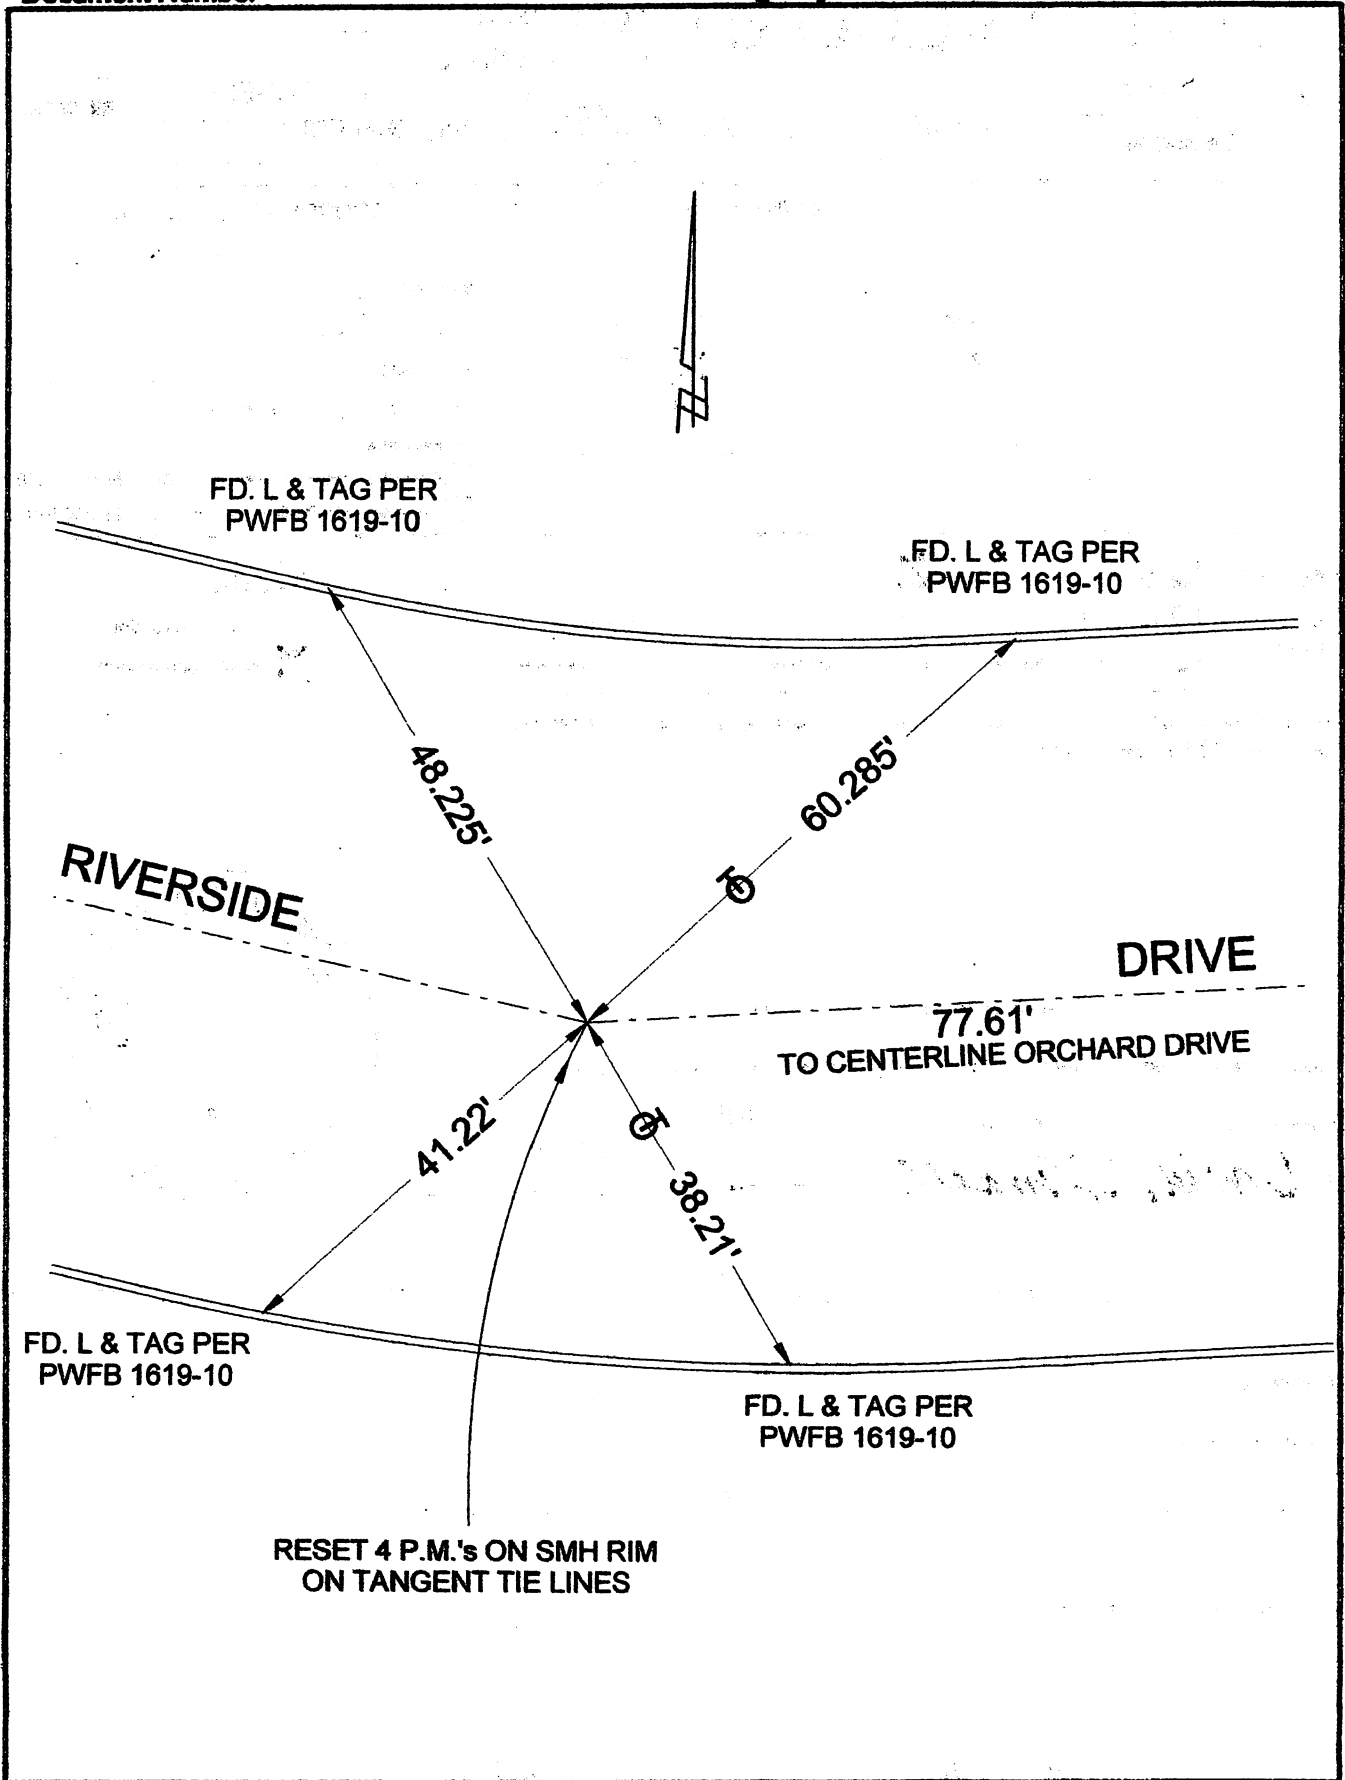 Document Number
FD. L & TAG PER
PWFB 1619-10
FD. L & TAG PER
PWFB 1619-10
48.225'
60.285'
RIVERSIDE
DRIVE
77.61'
TO CENTERLINE ORCHARD DRIVE
41.22'
38.21'
FD. L & TAG PER
PWFB 1619-10
FD. L & TAG PER
PWFB 1619-10
RESET 4 P.M.'s ON SMH RIM
ON TANGENT TIE LINES